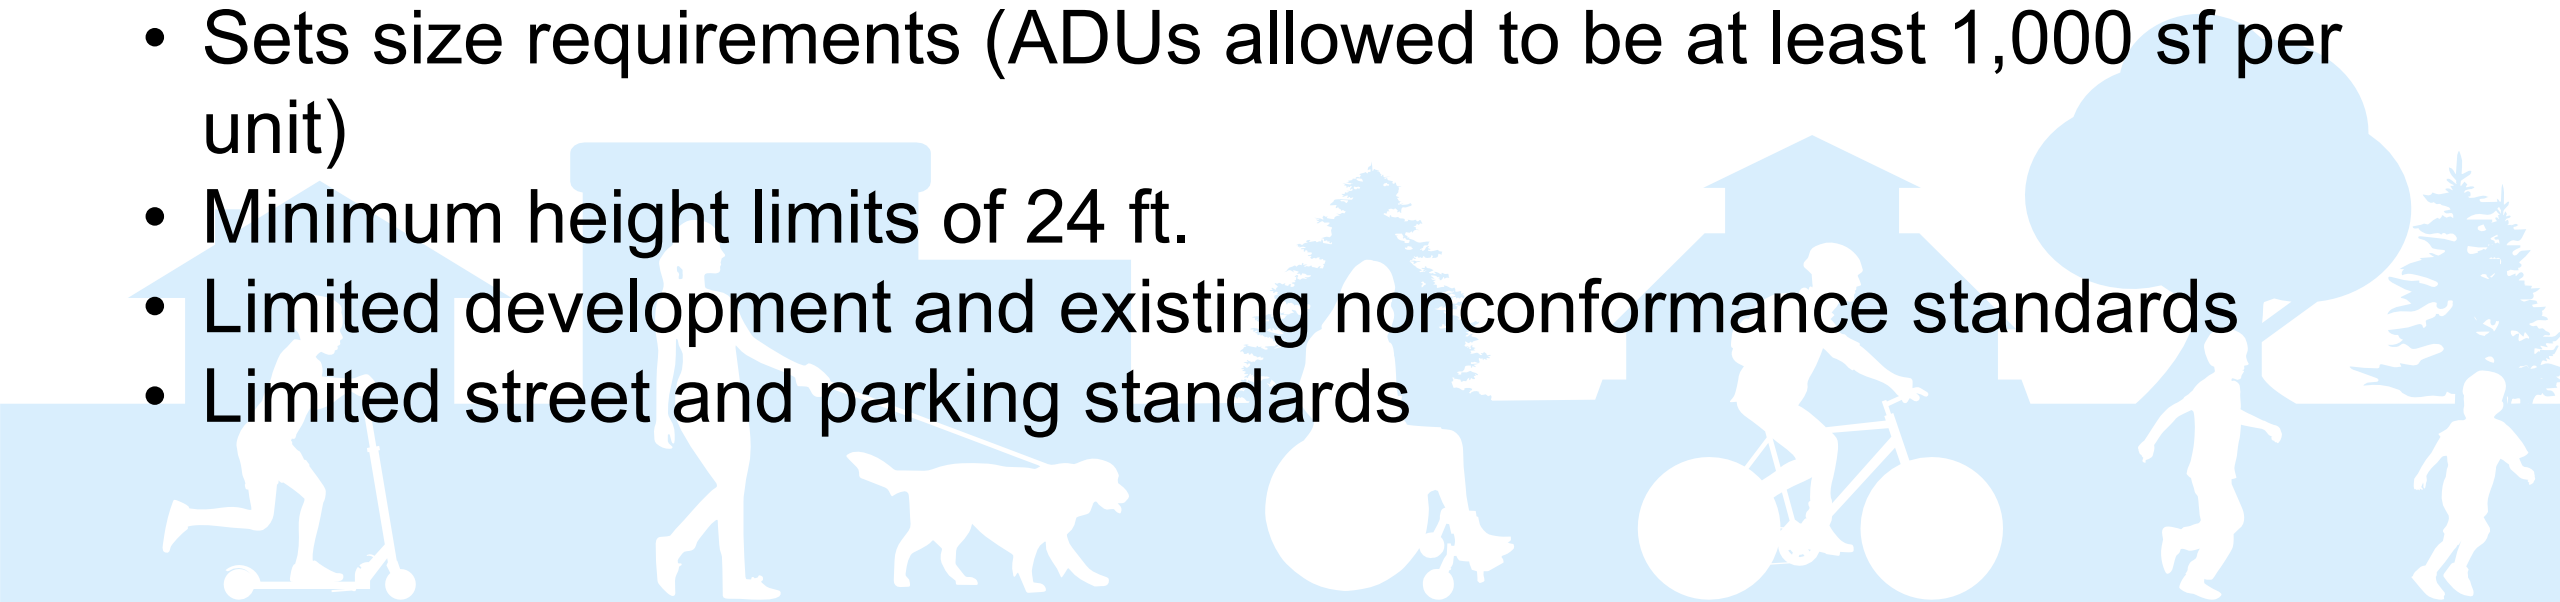 • Sets size requirements (ADUs allowed to be at least 1,000 sf per
unit)
• Minimum height limits of 24 ft.
• Limited development and existing nonconformance standards
• Limited street and parking standards